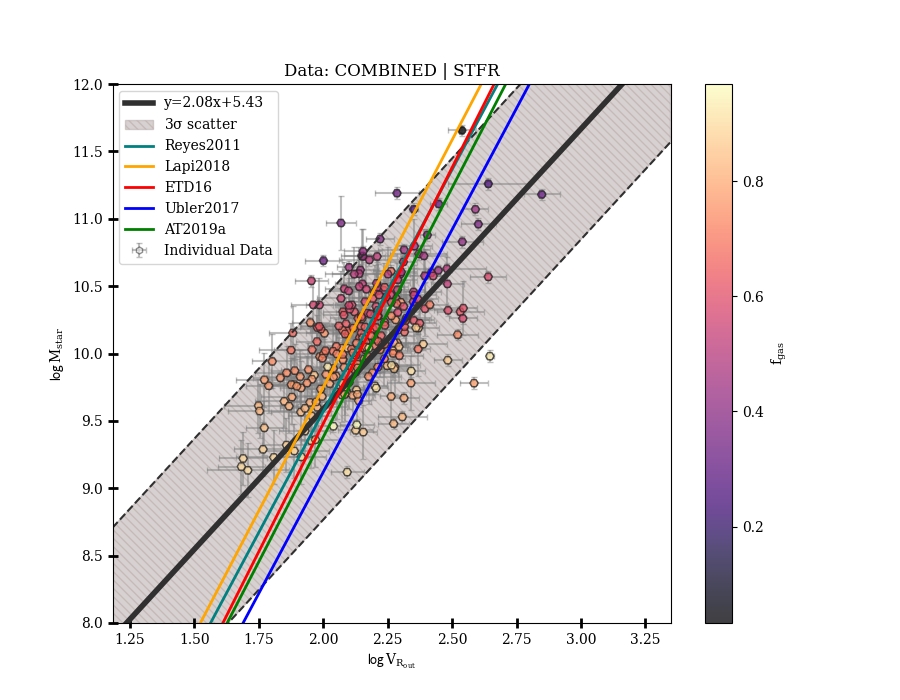 Data: COMBINED | STFR
12.0
11.5
11.0
10.5
10.0
9.5
9.0
8.5
8.0
log M_star
y=2.08x+5.43
3σ scatter
Reyes2011
Lapi2018
ETD16
Ubler2017
AT2019a
Individual Data
1.25 1.50 1.75 2.00 2.25 2.50 2.75 3.00 3.25
log V_R_out
0.8
0.6
0.4
0.2
f_gas